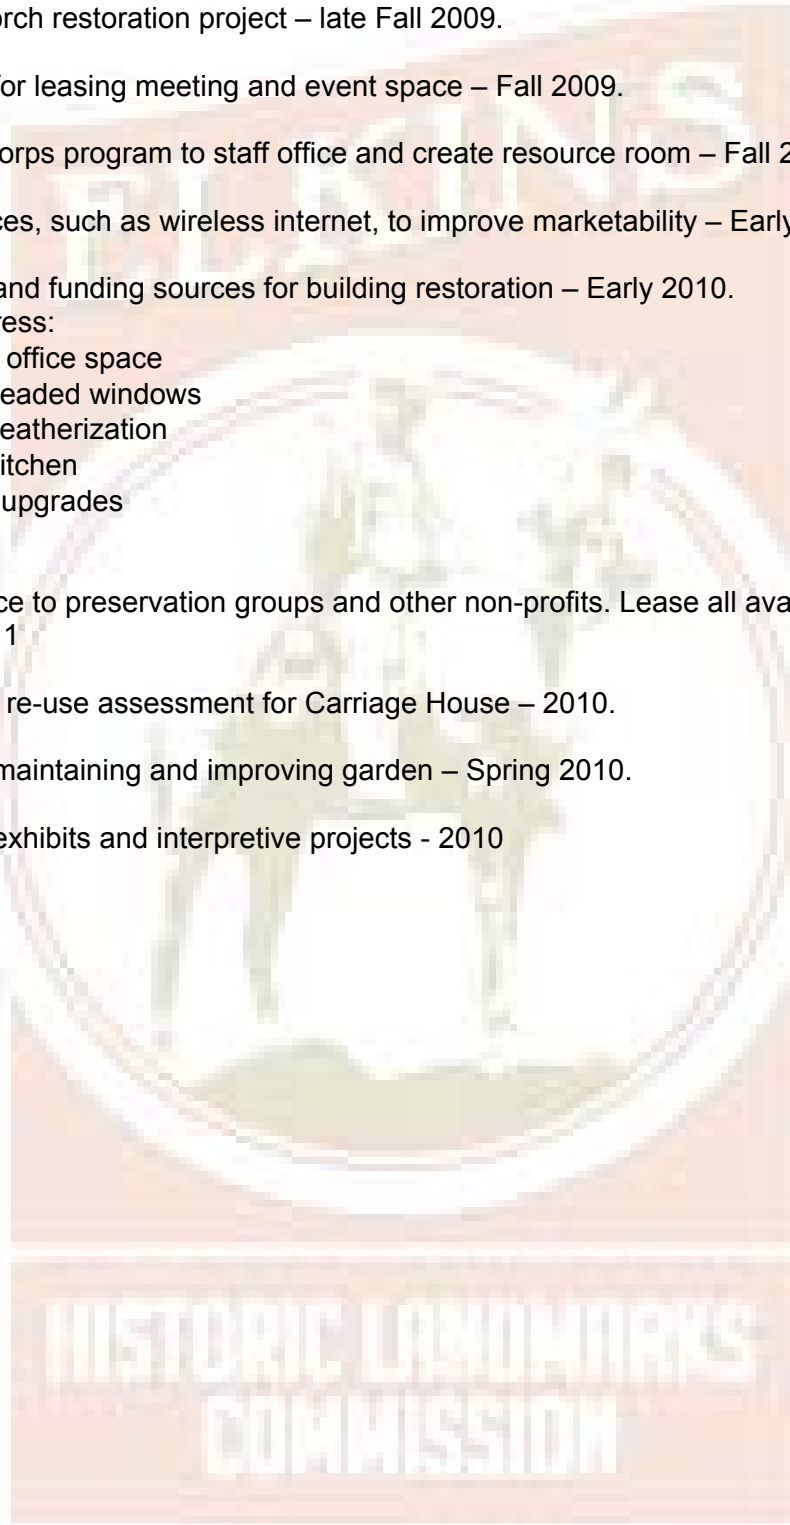 orch restoration project – late Fall 2009.
or leasing meeting and event space – Fall 2009.
orps program to staff office and create resource room – Fall 2
ces, such as wireless internet, to improve marketability – Early
and funding sources for building restoration – Early 2010.
ress:
office space
eaded windows
eatherization
itchen
upgrades
ce to preservation groups and other non-profits. Lease all ava
1
re-use assessment for Carriage House – 2010.
maintaining and improving garden – Spring 2010.
exhibits and interpretive projects - 2010
ELKINS
HISTORIC LANDMARKS
COMMISSION